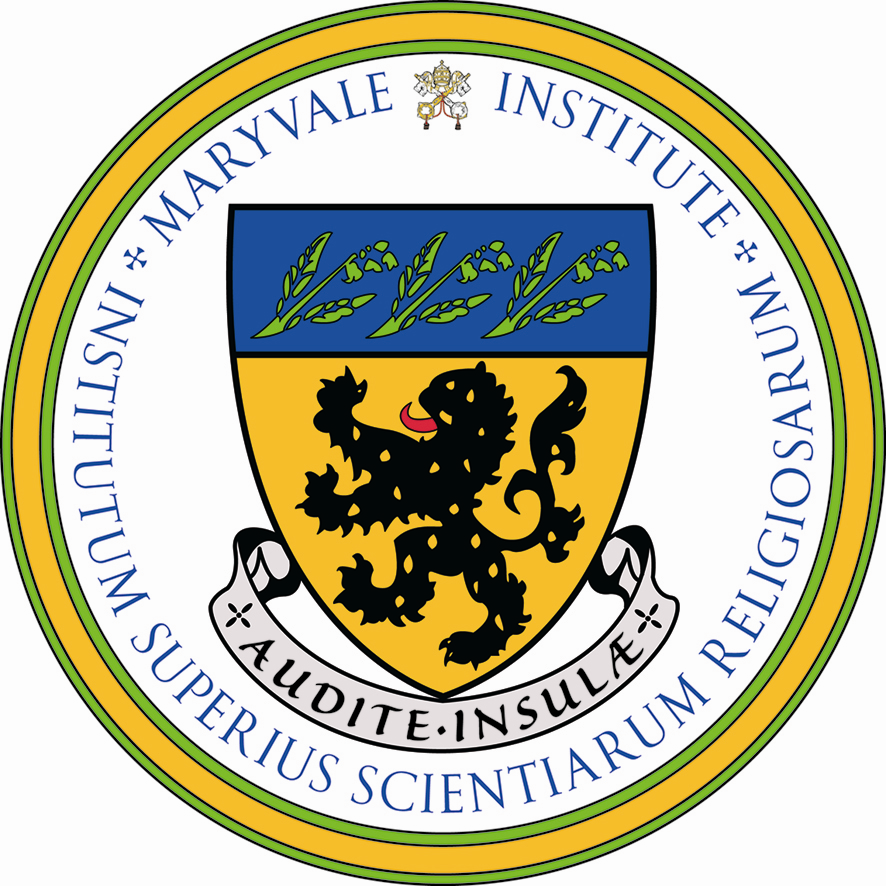 MARYVALE INSTITUTE
INSTITUTUM SUPERIUS SCIENTIARUM RELIGIOSARUM
AUDITE·INSULÆ